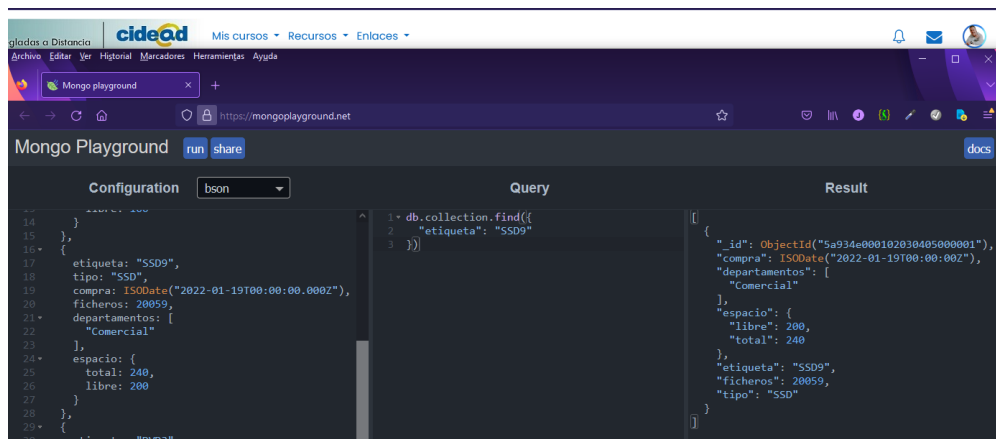 gladas a Distancia
cidead
Mis cursos Recursos Enlaces
Archivo Editar Ver Historial Marcadores Herramientas Ayuda
Mongo playground
https://mongoplayground.net
Mongo Playground run share docs
Configuration bson
14 }
15 },
16 {
17 etiqueta: "SSD9",
18 tipo: "SSD",
19 compra: ISODate("2022-01-19T00:00:00.000Z"),
20 ficheros: 20059,
21 departamentos: [
22 "Comercial"
23 ],
24 espacio: {
25 total: 240,
26 libre: 200
27 }
28 },
29 {
Query
1 db.collection.find({
2 "etiqueta": "SSD9"
3 })
Result
[
{
"_id": ObjectId("5a934e000102030405000001"),
"compra": ISODate("2022-01-19T00:00:00Z"),
"departamentos": [
"Comercial"
],
"espacio": {
"libre": 200,
"total": 240
},
"etiqueta": "SSD9",
"ficheros": 20059,
"tipo": "SSD"
}
]